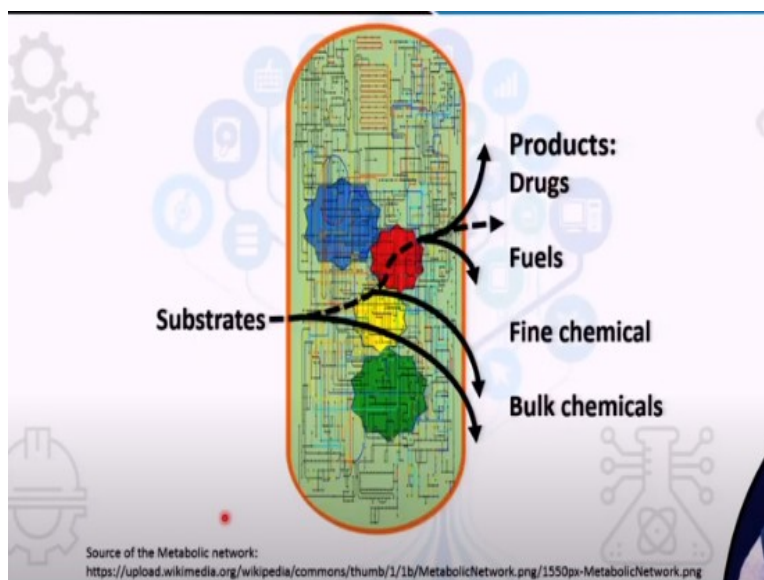 Products:
Drugs
Fuels
Substrates
Fine chemical
Bulk chemicals
Source of the Metabolic network:
https://upload.wikimedia.org/wikipedia/commons/thumb/1/1b/MetabolicNetwork.png/1550px-MetabolicNetwork.png